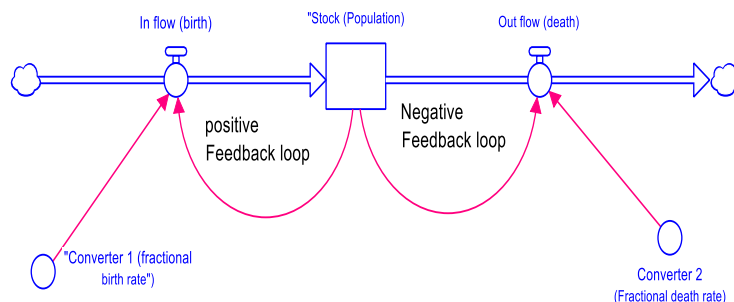 In flow (birth)
"Stock (Population)
Out flow (death)
positive
Feedback loop
Negative
Feedback loop
"Converter 1 (fractional
birth rate")
Converter 2
(Fractional death rate)